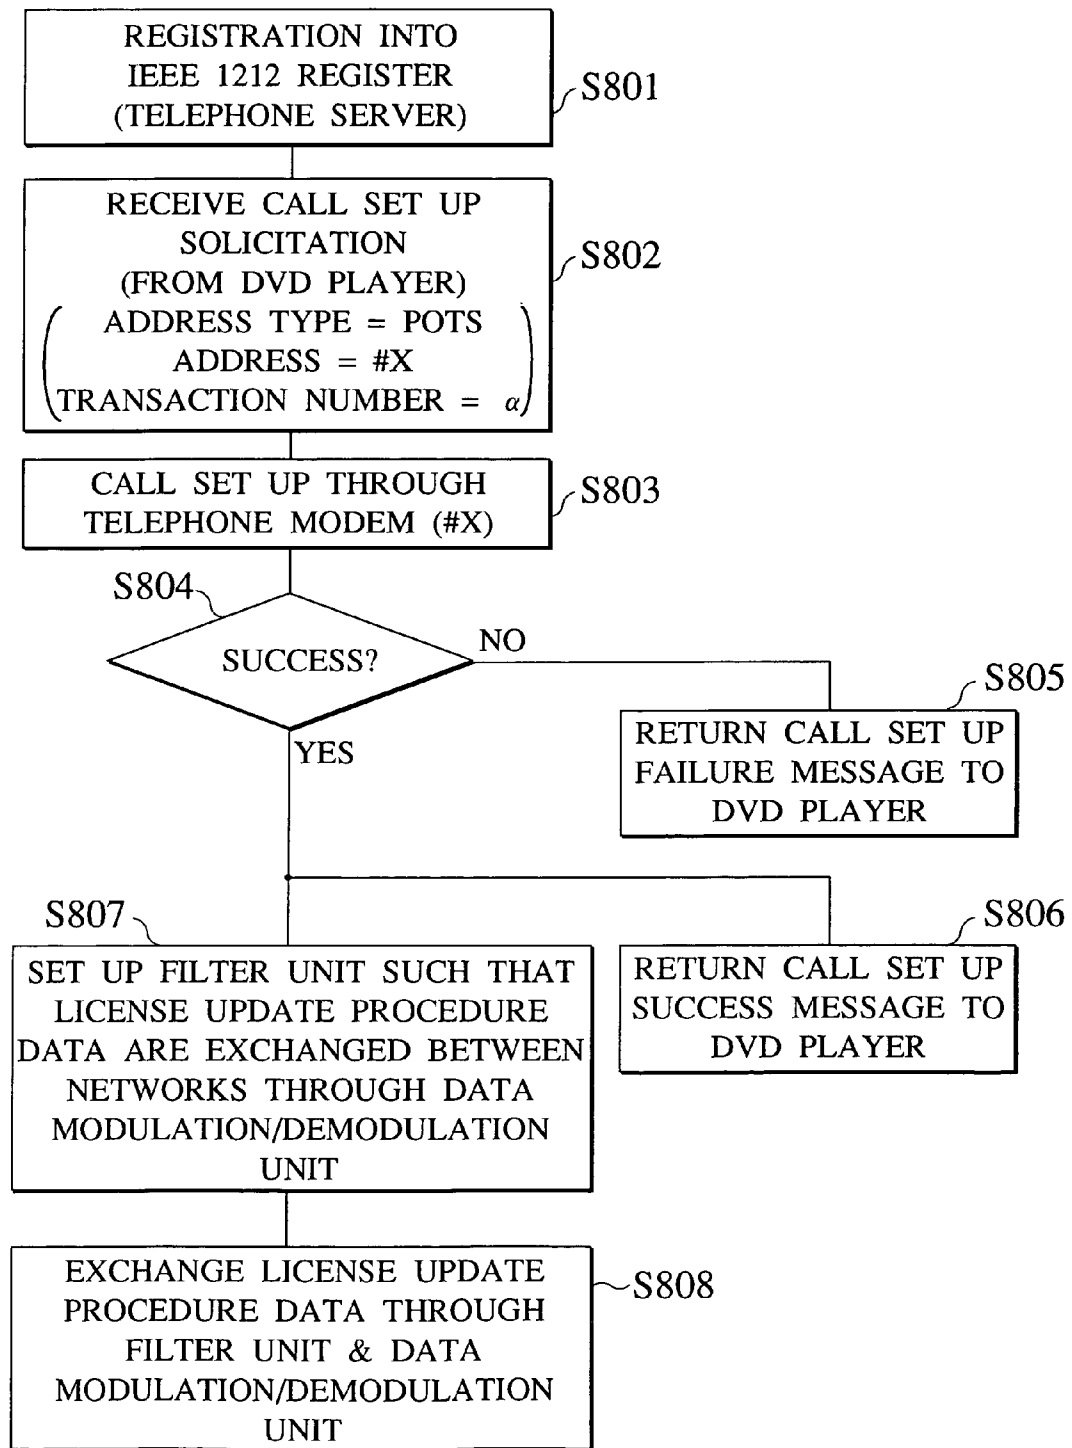 REGISTRATION INTO
IEEE 1212 REGISTER
(TELEPHONE SERVER)
S801
RECEIVE CALL SET UP
SOLICITATION
(FROM DVD PLAYER)
(ADDRESS TYPE = POTS
ADDRESS = #X
TRANSACTION NUMBER = α)
S802
CALL SET UP THROUGH
TELEPHONE MODEM (#X)
S803
S804
SUCCESS?
NO
YES
S805
RETURN CALL SET UP
FAILURE MESSAGE TO
DVD PLAYER
S806
RETURN CALL SET UP
SUCCESS MESSAGE TO
DVD PLAYER
S807
SET UP FILTER UNIT SUCH THAT
LICENSE UPDATE PROCEDURE
DATA ARE EXCHANGED BETWEEN
NETWORKS THROUGH DATA
MODULATION/DEMODULATION
UNIT
EXCHANGE LICENSE UPDATE
PROCEDURE DATA THROUGH
FILTER UNIT & DATA
MODULATION/DEMODULATION
UNIT
S808